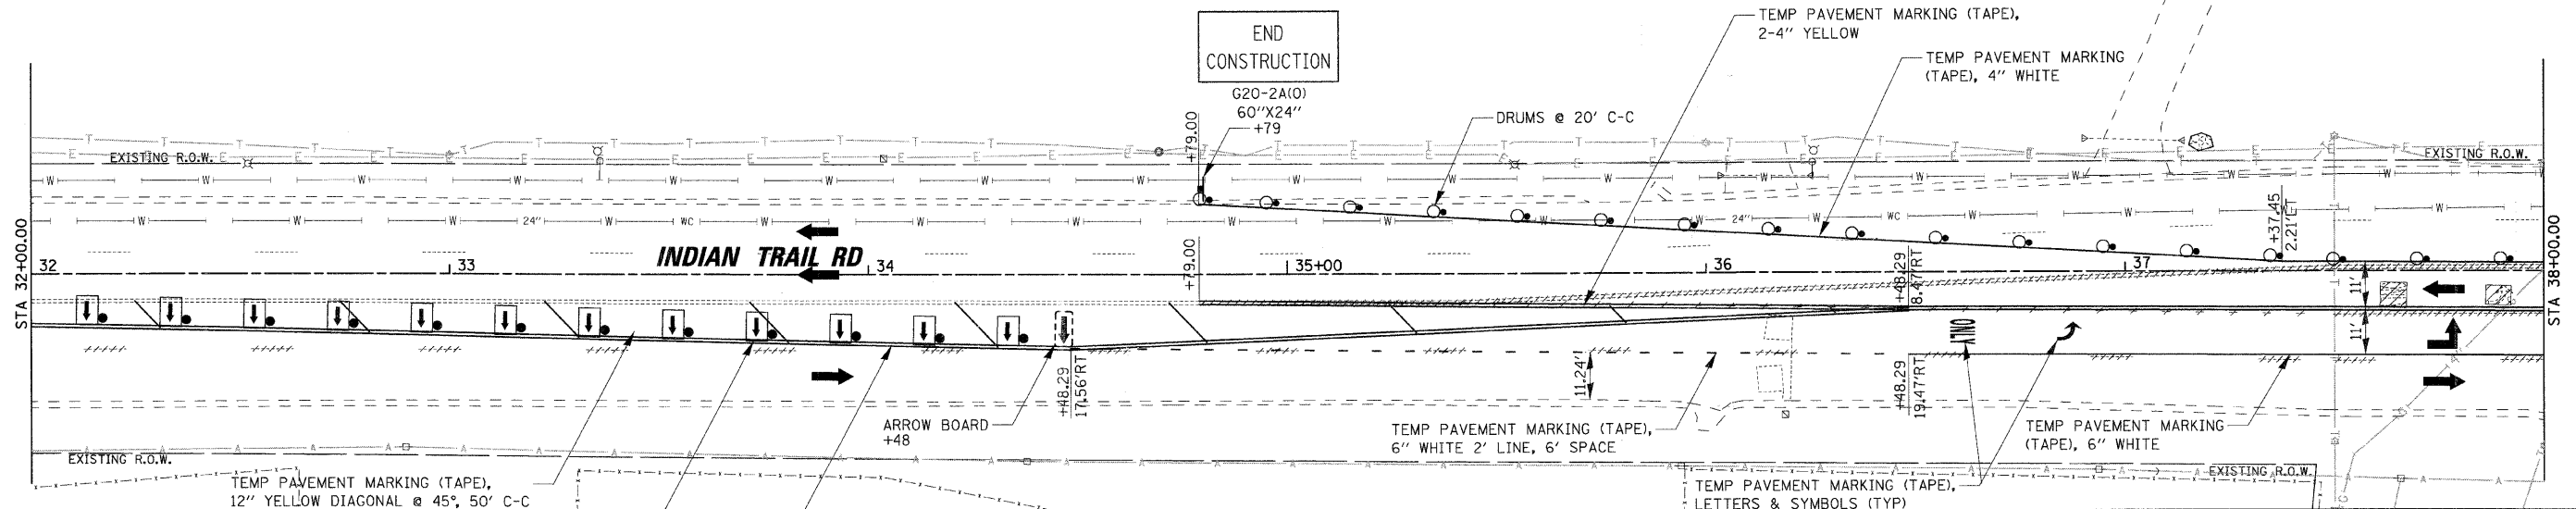 END
CONSTRUCTION
G20-2A(O)
60"X24"
+79
TEMP PAVEMENT MARKING (TAPE),
2-4" YELLOW
TEMP PAVEMENT MARKING
(TAPE), 4" WHITE
DRUMS @ 20' C-C
+79.00
EXISTING R.O.W.
EXISTING R.O.W.
24"
WC
24"
WC
+37.45
2.21'LT
INDIAN TRAIL RD
+79.00
STA 32+00.00
32
33
34
35+00
36
37
+48.29
8.47'RT
11'
11'
STA 38+00.00
ONLY
+48.29
17.56'RT
11.24'
+48.29
19.47'RT
ARROW BOARD
+48
TEMP PAVEMENT MARKING (TAPE),
6" WHITE 2' LINE, 6' SPACE
TEMP PAVEMENT MARKING
(TAPE), 6" WHITE
EXISTING R.O.W.
EXISTING R.O.W.
TEMP PAVEMENT MARKING (TAPE),
12" YELLOW DIAGONAL @ 45°, 50' C-C
TEMP PAVEMENT MARKING (TAPE),
LETTERS & SYMBOLS (TYP)